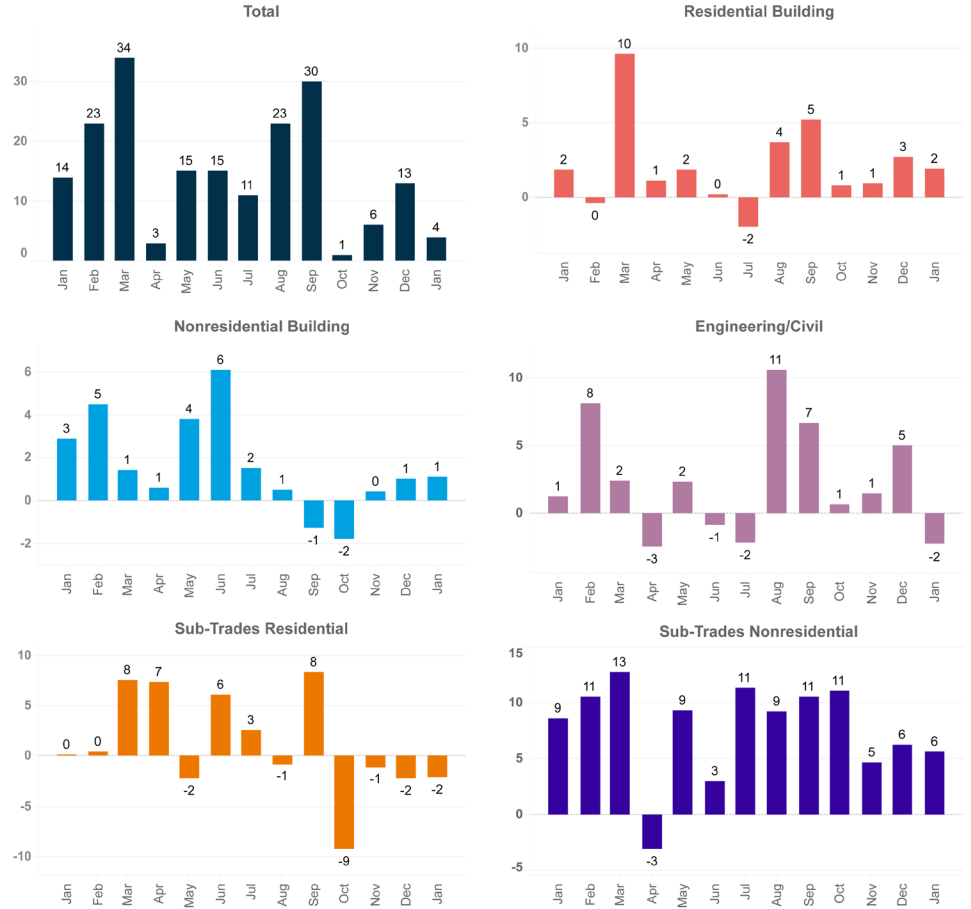 Total
30
20
10
0
14
23
34
3
15
15
11
23
30
1
6
13
4
Jan
Feb
Mar
Apr
May
Jun
Jul
Aug
Sep
Oct
Nov
Dec
Jan
Residential Building
10
5
0
2
0
10
1
2
0
-2
4
5
1
1
3
2
Jan
Feb
Mar
Apr
May
Jun
Jul
Aug
Sep
Oct
Nov
Dec
Jan
Nonresidential Building
6
4
2
0
-2
3
5
1
1
4
6
2
1
-1
-2
0
1
1
Jan
Feb
Mar
Apr
May
Jun
Jul
Aug
Sep
Oct
Nov
Dec
Jan
Engineering/Civil
10
5
0
1
8
2
-3
2
-1
-2
11
7
1
1
5
-2
Jan
Feb
Mar
Apr
May
Jun
Jul
Aug
Sep
Oct
Nov
Dec
Jan
Sub-Trades Residential
10
5
0
-5
-10
0
0
8
7
-2
6
3
-1
8
-9
-1
-2
-2
Jan
Feb
Mar
Apr
May
Jun
Jul
Aug
Sep
Oct
Nov
Dec
Jan
Sub-Trades Nonresidential
15
10
5
0
-5
9
11
13
-3
9
3
11
9
11
11
5
6
6
Jan
Feb
Mar
Apr
May
Jun
Jul
Aug
Sep
Oct
Nov
Dec
Jan